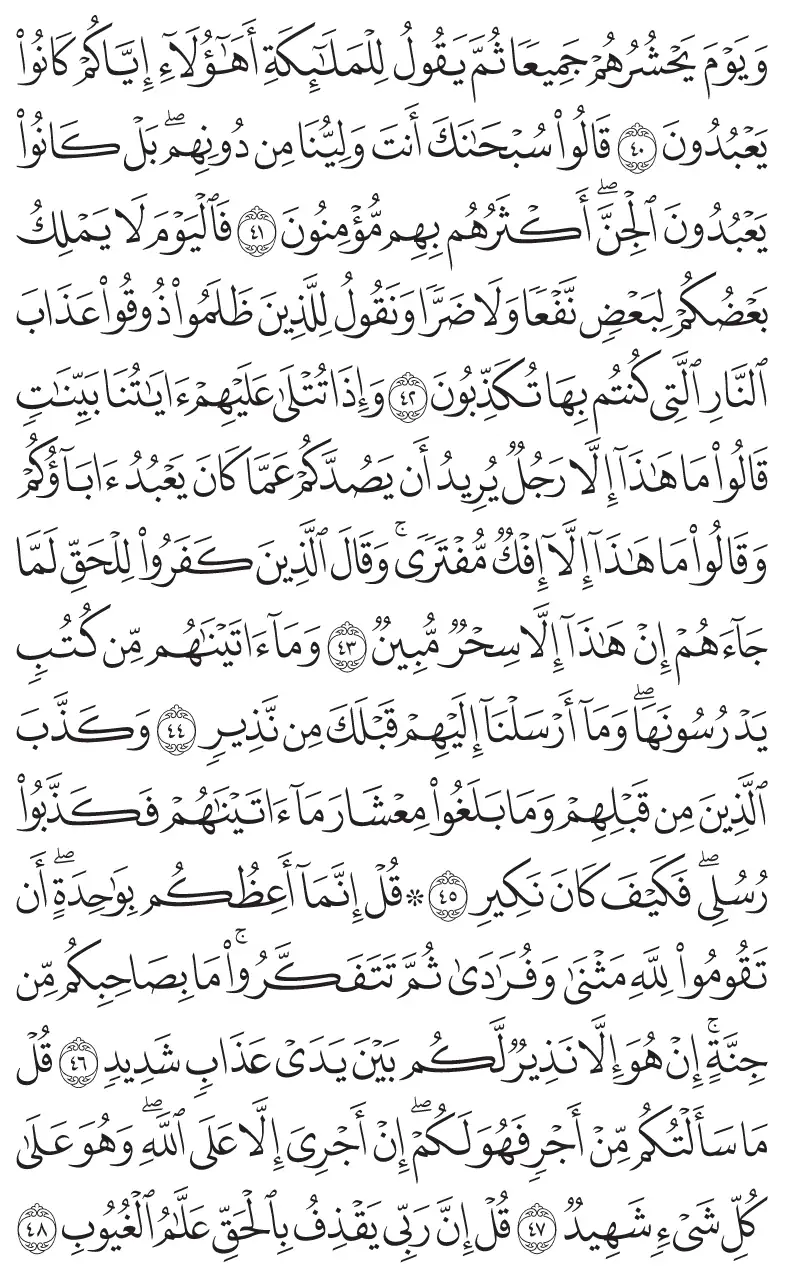 وَيَوْمَ يَحْشُرُهُمْ جَمِيعًا ثُمَّ يَقُولُ لِلْمَلَٰٓئِكَةِ أَهَٰٓؤُلَآءِ إِيَّاكُمْ كَانُوا۟
يَعْبُدُونَ ٤٠ قَالُوا۟ سُبْحَٰنَكَ أَنتَ وَلِيُّنَا مِن دُونِهِم ۖ بَلْ كَانُوا۟
يَعْبُدُونَ ٱلْجِنَّ ۖ أَكْثَرُهُم بِهِم مُّؤْمِنُونَ ٤١ فَٱلْيَوْمَ لَا يَمْلِكُ
بَعْضُكُمْ لِبَعْضٍ نَّفْعًا وَلَا ضَرًّا وَنَقُولُ لِلَّذِينَ ظَلَمُوا۟ ذُوقُوا۟ عَذَابَ
ٱلنَّارِ ٱلَّتِى كُنتُم بِهَا تُكَذِّبُونَ ٤٢ وَإِذَا تُتْلَىٰ عَلَيْهِمْ ءَايَٰتُنَا بَيِّنَٰتٍ
قَالُوا۟ مَا هَٰذَآ إِلَّا رَجُلٌ يُرِيدُ أَن يَصُدَّكُمْ عَمَّا كَانَ يَعْبُدُ ءَابَآؤُكُمْ
وَقَالُوا۟ مَا هَٰذَآ إِلَّآ إِفْكٌ مُّفْتَرًى ۚ وَقَالَ ٱلَّذِينَ كَفَرُوا۟ لِلْحَقِّ لَمَّا
جَآءَهُمْ إِنْ هَٰذَآ إِلَّا سِحْرٌ مُّبِينٌ ٤٣ وَمَآ ءَاتَيْنَٰهُم مِّن كُتُبٍ
يَدْرُسُونَهَا ۖ وَمَآ أَرْسَلْنَآ إِلَيْهِمْ قَبْلَكَ مِن نَّذِيرٍ ٤٤ وَكَذَّبَ
ٱلَّذِينَ مِن قَبْلِهِمْ وَمَا بَلَغُوا۟ مِعْشَارَ مَآ ءَاتَيْنَٰهُمْ فَكَذَّبُوا۟
رُسُلِى ۖ فَكَيْفَ كَانَ نَكِيرِ ٤٥ ۞ قُلْ إِنَّمَآ أَعِظُكُم بِوَٰحِدَةٍ ۖ أَن
تَقُومُوا۟ لِلَّهِ مَثْنَىٰ وَفُرَٰدَىٰ ثُمَّ تَتَفَكَّرُوا۟ ۚ مَا بِصَاحِبِكُم مِّن
جِنَّةٍ ۚ إِنْ هُوَ إِلَّا نَذِيرٌ لَّكُم بَيْنَ يَدَىْ عَذَابٍ شَدِيدٍ ٤٦ قُلْ
مَا سَأَلْتُكُم مِّنْ أَجْرٍ فَهُوَ لَكُمْ ۖ إِنْ أَجْرِىَ إِلَّا عَلَى ٱللَّهِ ۖ وَهُوَ عَلَىٰ
كُلِّ شَىْءٍ شَهِيدٌ ٤٧ قُلْ إِنَّ رَبِّى يَقْذِفُ بِٱلْحَقِّ عَلَّٰمُ ٱلْغُيُوبِ ٤٨